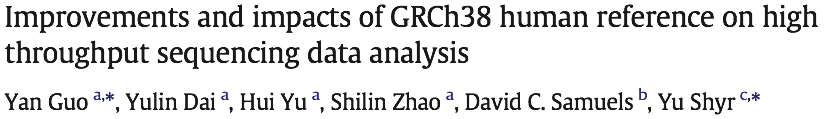 Improvements and impacts of GRCh38 human reference on high
throughput sequencing data analysis
Yan Guo a,*, Yulin Dai a, Hui Yu a, Shilin Zhao a, David C. Samuels b, Yu Shyr c,*